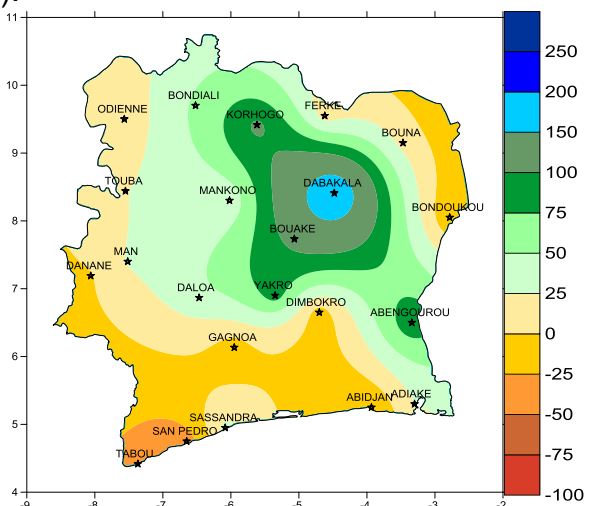 ):
11
10
9
8
7
6
5
4
-9
-8
-7
-6
-5
-4
-3
-2
BONDIALI
ODIENNE
KORHOGO
FERKE
BOUNA
TOUBA
MANKONO
DABAKALA
BONDOUKOU
BOUAKE
MAN
DANANE
DALOA
YAKRO
DIMBOKRO
ABENGOUROU
GAGNOA
ABIDJAN
ADIAKE
SASSANDRA
SAN PEDRO
TABOU
250
200
150
100
75
50
25
0
-25
-50
-75
-100